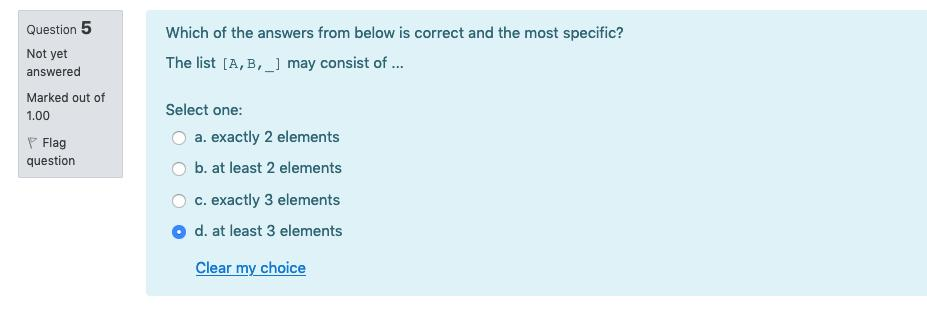 Question 5
Not yet
answered
Marked out of
1.00
Flag
question
Which of the answers from below is correct and the most specific?
The list [A,B,_] may consist of ...
Select one:
a. exactly 2 elements
b. at least 2 elements
c. exactly 3 elements
d. at least 3 elements
Clear my choice